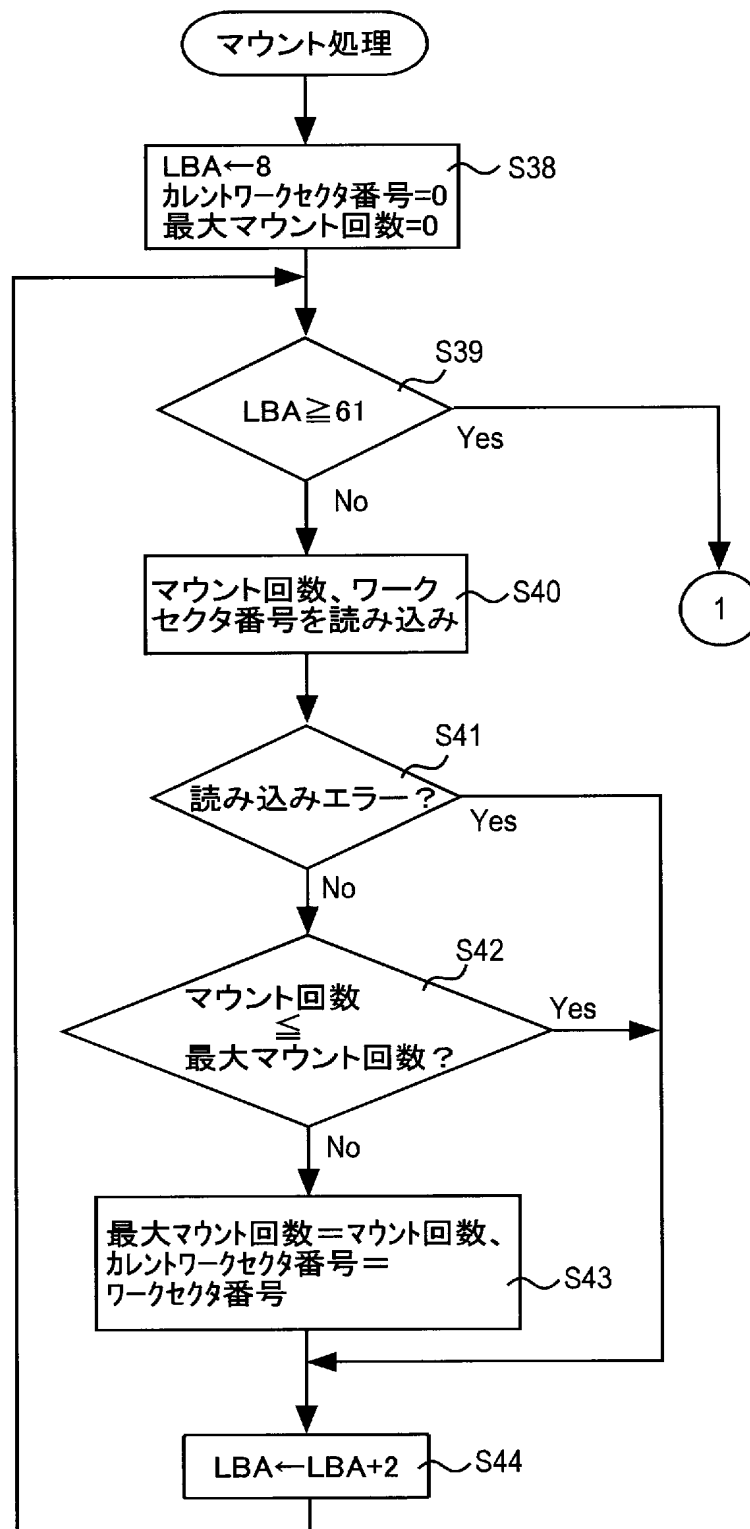 マウント処理
LBA←8
カレントワークセクタ番号=0
最大マウント回数=0
S38
S39
LBA≧61
Yes
No
マウント回数、ワーク
セクタ番号を読み込み
S40
1
S41
読み込みエラー?
Yes
No
S42
マウント回数
≦
最大マウント回数?
Yes
No
最大マウント回数=マウント回数、
カレントワークセクタ番号=
ワークセクタ番号
S43
LBA←LBA+2
S44